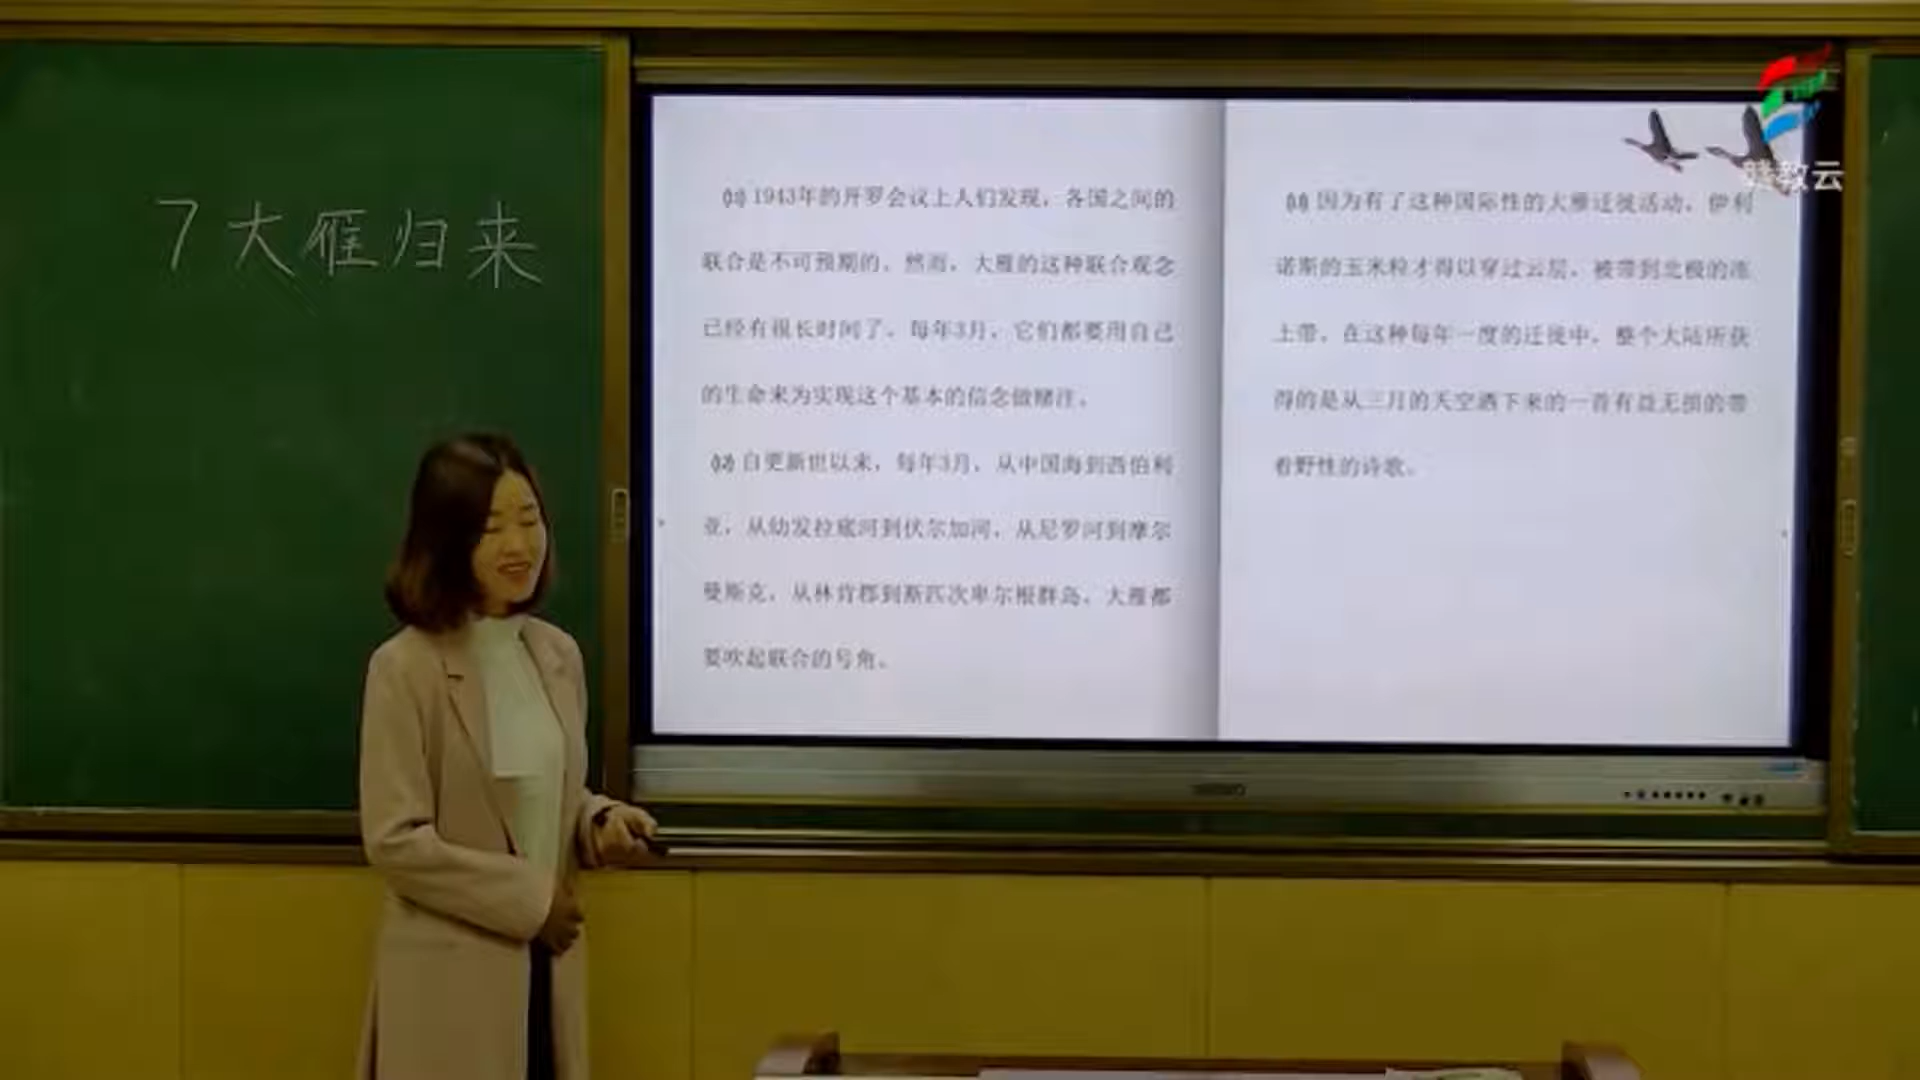 7 大雁归来
赣教云
⑾ 1943年的开罗会议上人们发现，各国之间的
联合是不可预期的。然而，大雁的这种联合观念
已经有很长时间了。每年3月，它们都要用自己
的生命来为实现这个基本的信念做赌注。
⑿ 自更新世以来，每年3月，从中国海到西伯利
亚，从幼发拉底河到伏尔加河，从尼罗河到摩尔
曼斯克，从林肯郡到斯匹次卑尔根群岛，大雁都
要吹起联合的号角。
因为有了这种国际性的大雁迁徙活动，伊利
诺斯的玉米粒才得以穿过云层，被带到北极的冻
土带。在这种每年一度的迁徙中，整个大陆所获
得的是从三月的天空洒下来的一首有益无损的带
着野性的诗歌。